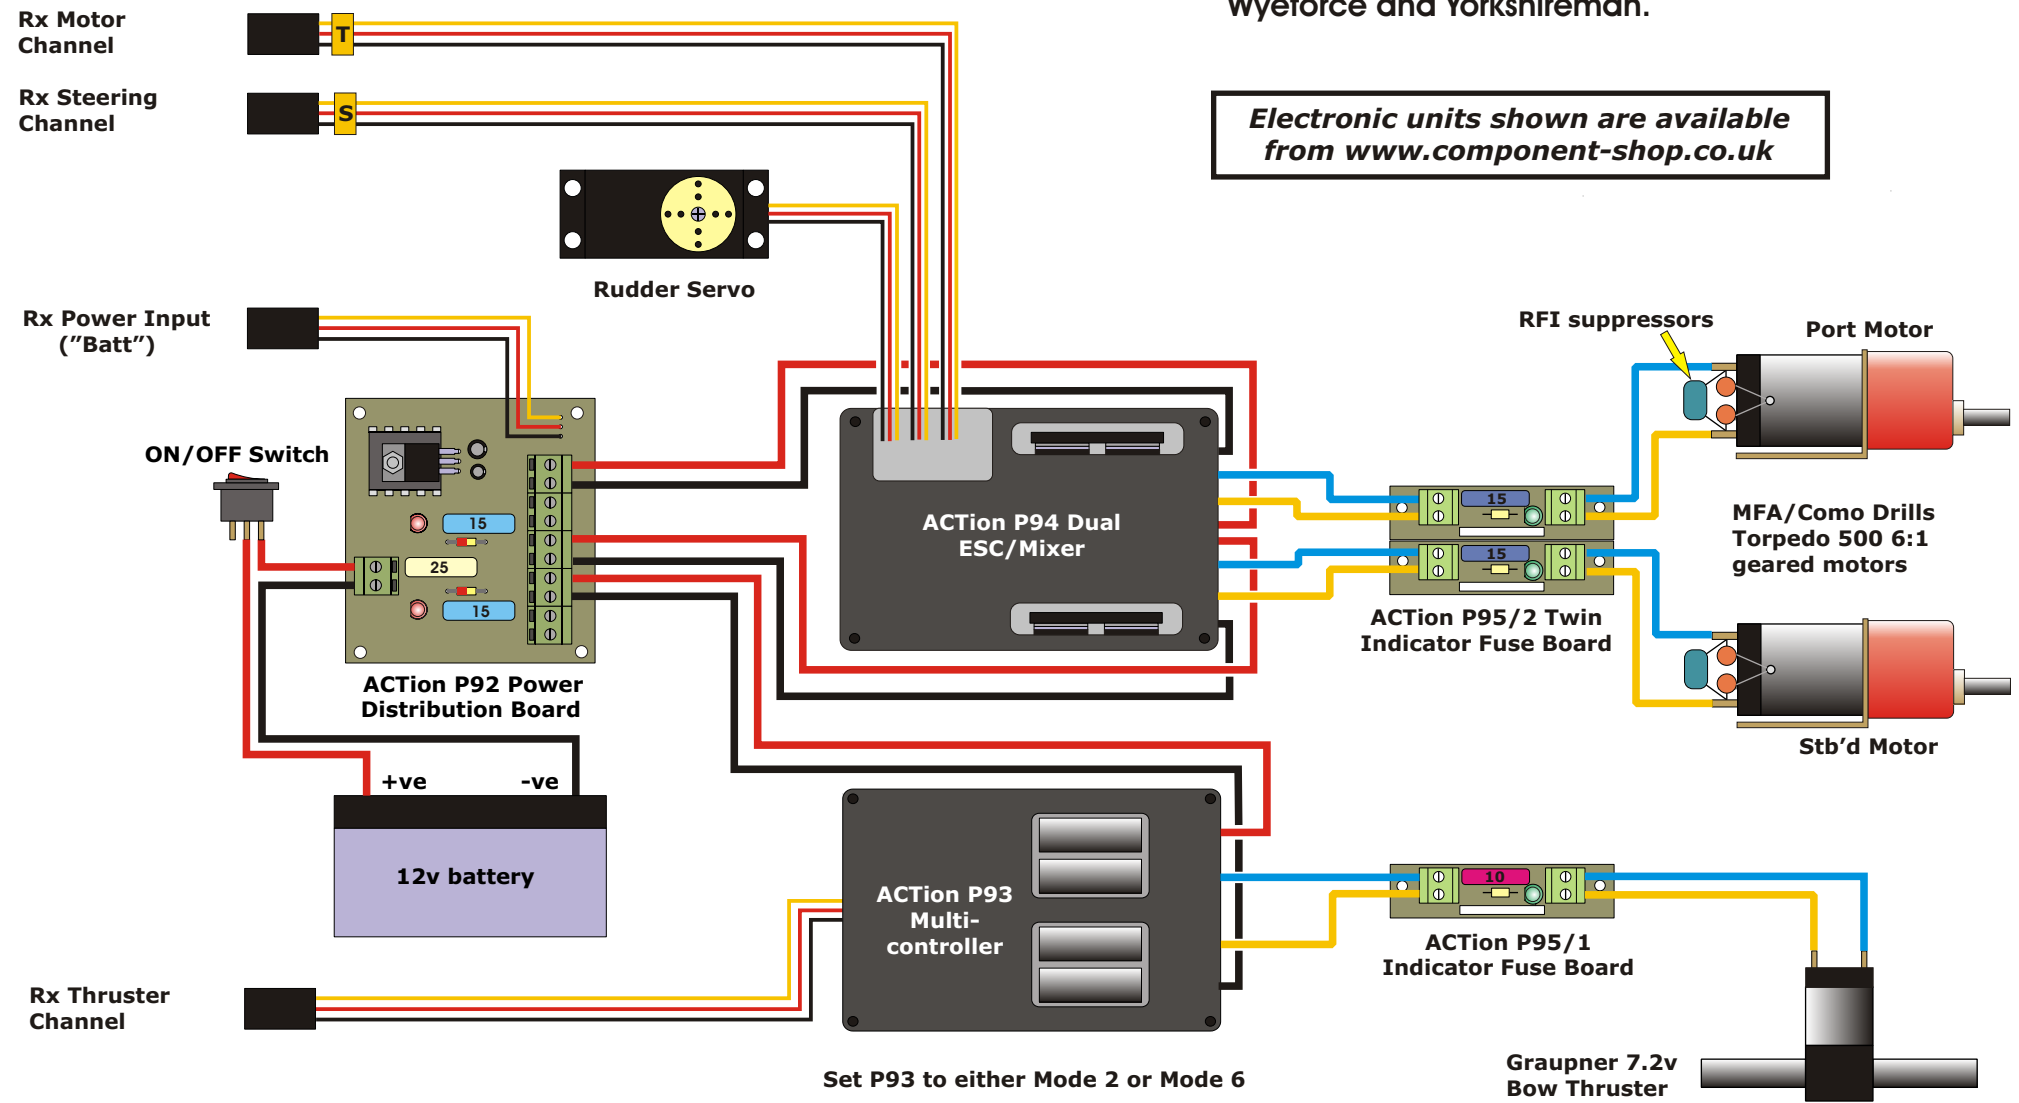 Wyeforce and Yorkshireman.
Rx Motor
Channel
T
Rx Steering
Channel
S
Electronic units shown are available
from www.component-shop.co.uk
Rudder Servo
Rx Power Input
("Batt")
RFI suppressors
Port Motor
ON/OFF Switch
15
25
15
ACTion P94 Dual
ESC/Mixer
15
15
MFA/Como Drills
Torpedo 500 6:1
geared motors
ACTion P95/2 Twin
Indicator Fuse Board
ACTion P92 Power
Distribution Board
Stb'd Motor
+ve
-ve
12v battery
ACTion P93
Multi-
controller
10
ACTion P95/1
Indicator Fuse Board
Rx Thruster
Channel
Set P93 to either Mode 2 or Mode 6
Graupner 7.2v
Bow Thruster